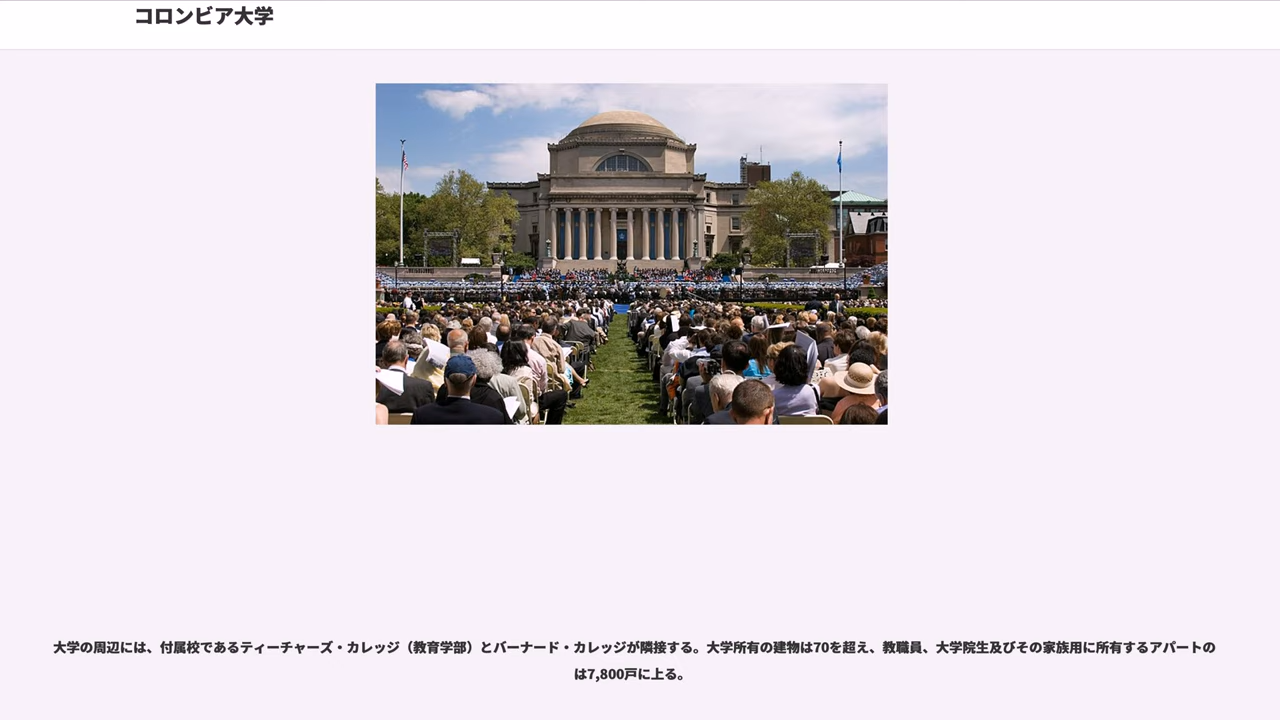 コロンビア大学
大学の周辺には、付属校であるティーチャーズ・カレッジ（教育学部）とバーナード・カレッジが隣接する。大学所有の建物は70を超え、教職員、大学院生及びその家族用に所有するアパートの
は7,800戸に上る。